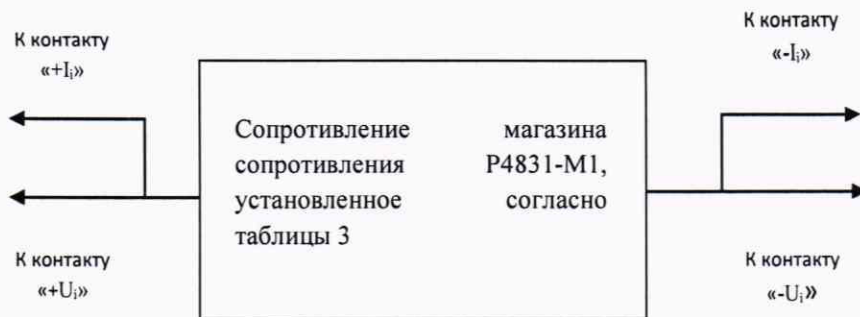 К контакту
«+Ii»
К контакту
«-Ii»
Сопротивление магазина
сопротивления Р4831-М1,
установленное согласно
таблицы 3
К контакту
«+Ui»
К контакту
«-Ui»